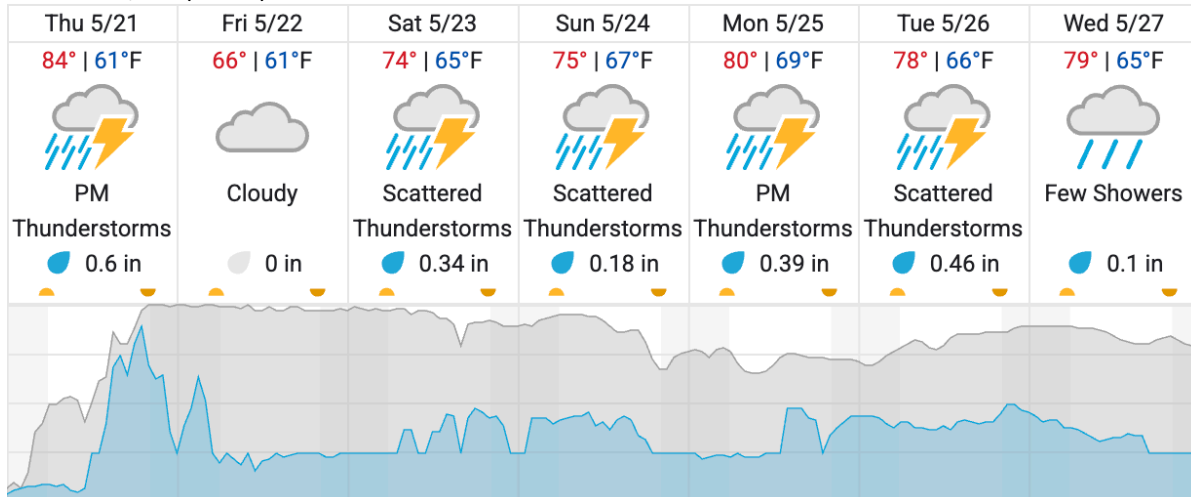 Thu 5/21 Fri 5/22 Sat 5/23 Sun 5/24 Mon 5/25 Tue 5/26 Wed 5/27
84° | 61°F 66° | 61°F 74° | 65°F 75° | 67°F 80° | 69°F 78° | 66°F 79° | 65°F
PM Cloudy Scattered Scattered PM Scattered Few Showers
Thunderstorms Thunderstorms Thunderstorms Thunderstorms Thunderstorms
0.6 in 0 in 0.34 in 0.18 in 0.39 in 0.46 in 0.1 in